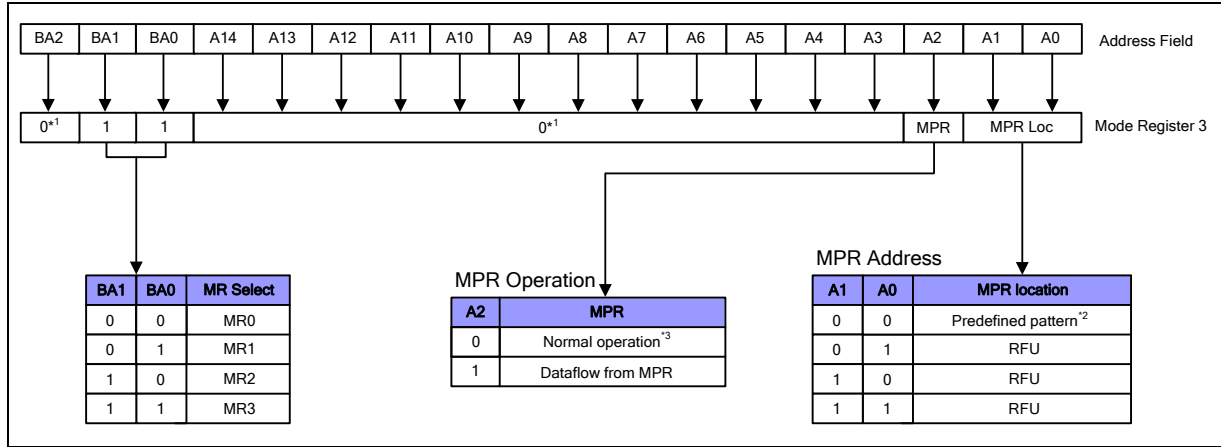 BA2 BA1 BA0 A14 A13 A12 A11 A10 A9 A8 A7 A6 A5 A4 A3 A2 A1 A0 Address Field
0*1 1 1 0*1 MPR MPR Loc Mode Register 3
MPR Operation
MPR Address
BA1 BA0 MR Select
0 0 MR0
0 1 MR1
1 0 MR2
1 1 MR3
A2 MPR
0 Normal operation*3
1 Dataflow from MPR
A1 A0 MPR location
0 0 Predefined pattern*2
0 1 RFU
1 0 RFU
1 1 RFU